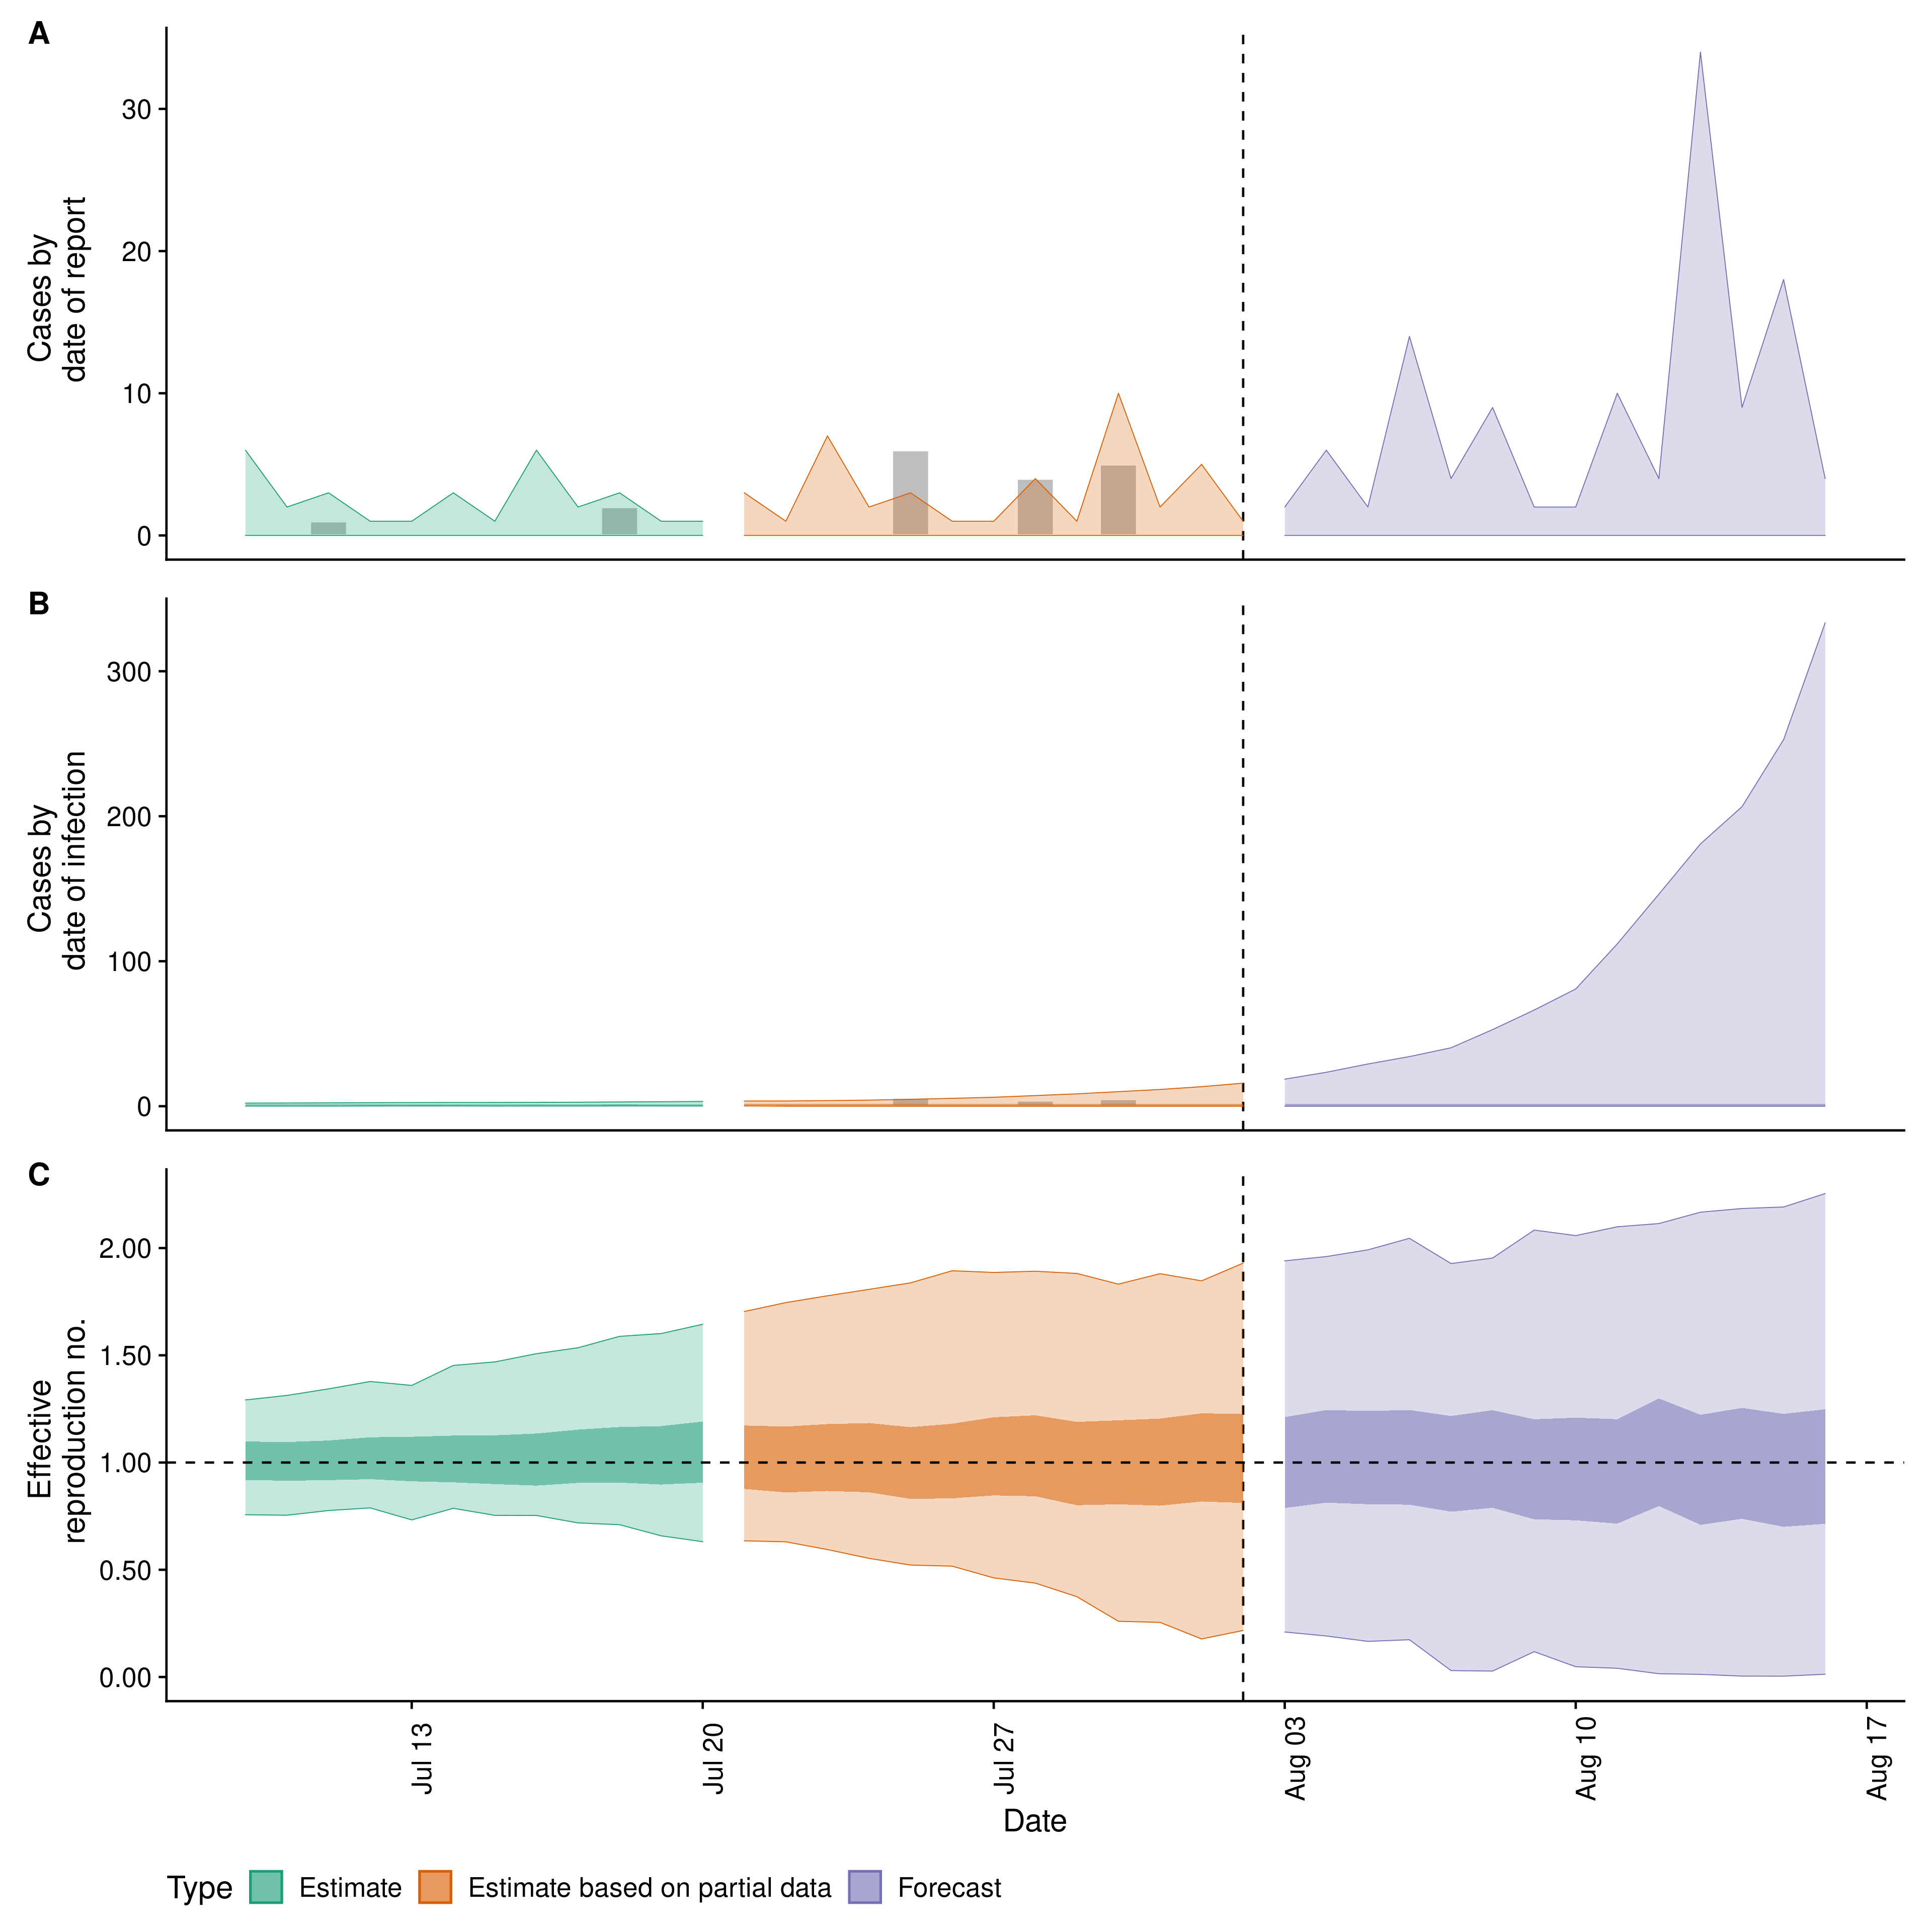 A
Cases by
date of report
30
20
10
0
B
Cases by
date of infection
300
200
100
0
C
Effective
reproduction no.
2.00
1.50
1.00
0.50
0.00
Jul 13
Jul 20
Jul 27
Aug 03
Aug 10
Aug 17
Date
Type Estimate Estimate based on partial data Forecast